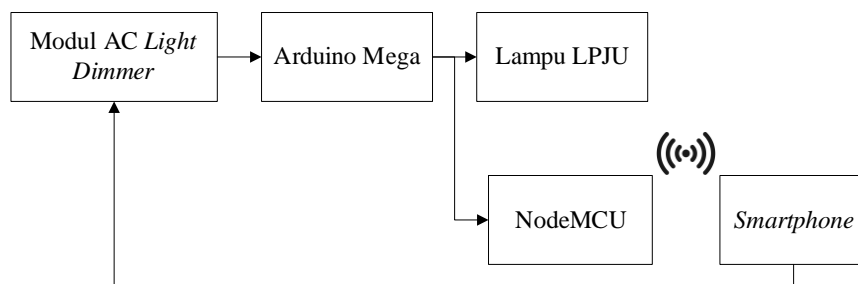 Modul AC Light
Dimmer
Arduino Mega
Lampu LPJU
NodeMCU
Smartphone